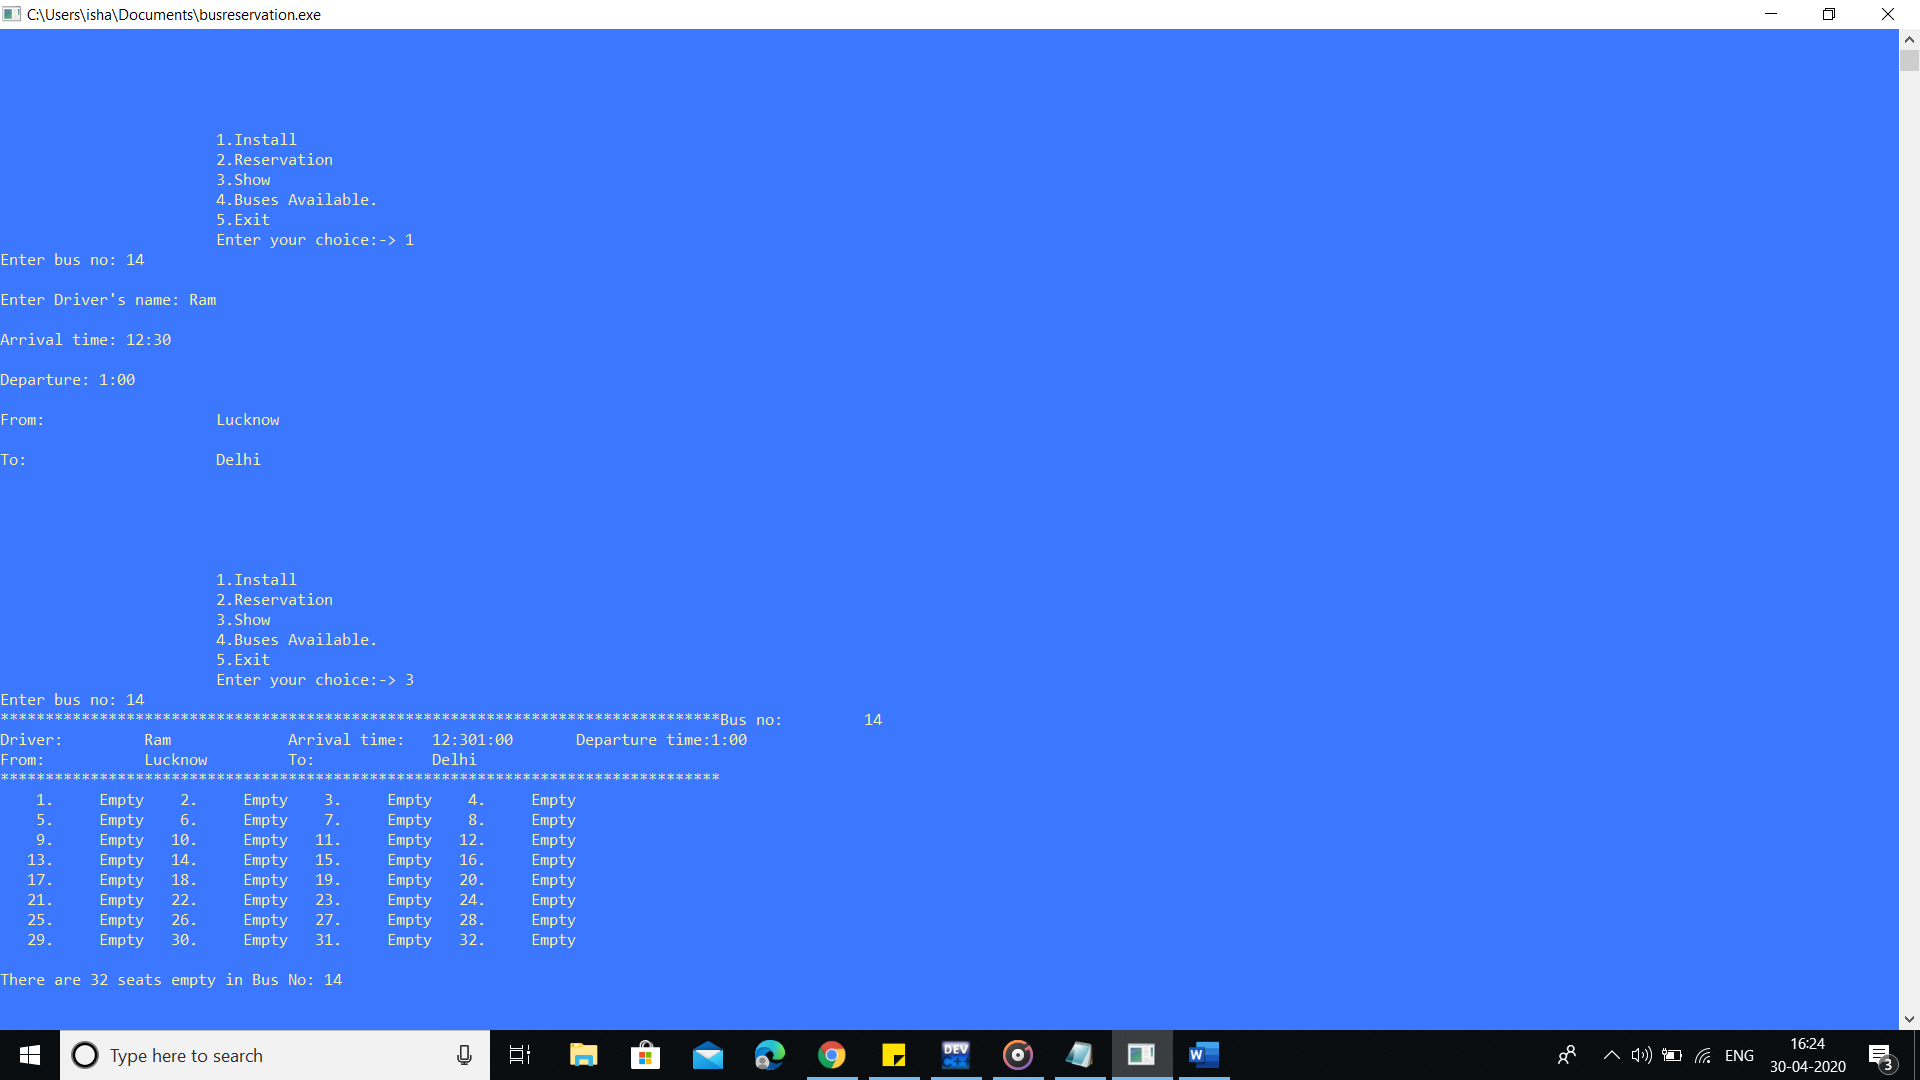 C:\Users\isha\Documents\busreservation.exe
1.Install
2.Reservation
3.Show
4.Buses Available.
5.Exit
Enter your choice:-> 1
Enter bus no: 14
Enter Driver's name: Ram
Arrival time: 12:30
Departure: 1:00
From: Lucknow
To: Delhi
1.Install
2.Reservation
3.Show
4.Buses Available.
5.Exit
Enter your choice:-> 3
Enter bus no: 14
********************************************************************************Bus no: 14
Driver: Ram Arrival time: 12:301:00 Departure time:1:00
From: Lucknow To: Delhi
********************************************************************************
1. Empty 2. Empty 3. Empty 4. Empty
5. Empty 6. Empty 7. Empty 8. Empty
9. Empty 10. Empty 11. Empty 12. Empty
13. Empty 14. Empty 15. Empty 16. Empty
17. Empty 18. Empty 19. Empty 20. Empty
21. Empty 22. Empty 23. Empty 24. Empty
25. Empty 26. Empty 27. Empty 28. Empty
29. Empty 30. Empty 31. Empty 32. Empty
There are 32 seats empty in Bus No: 14
Type here to search
DEV
C++
W
ENG
16:24
30-04-2020
3